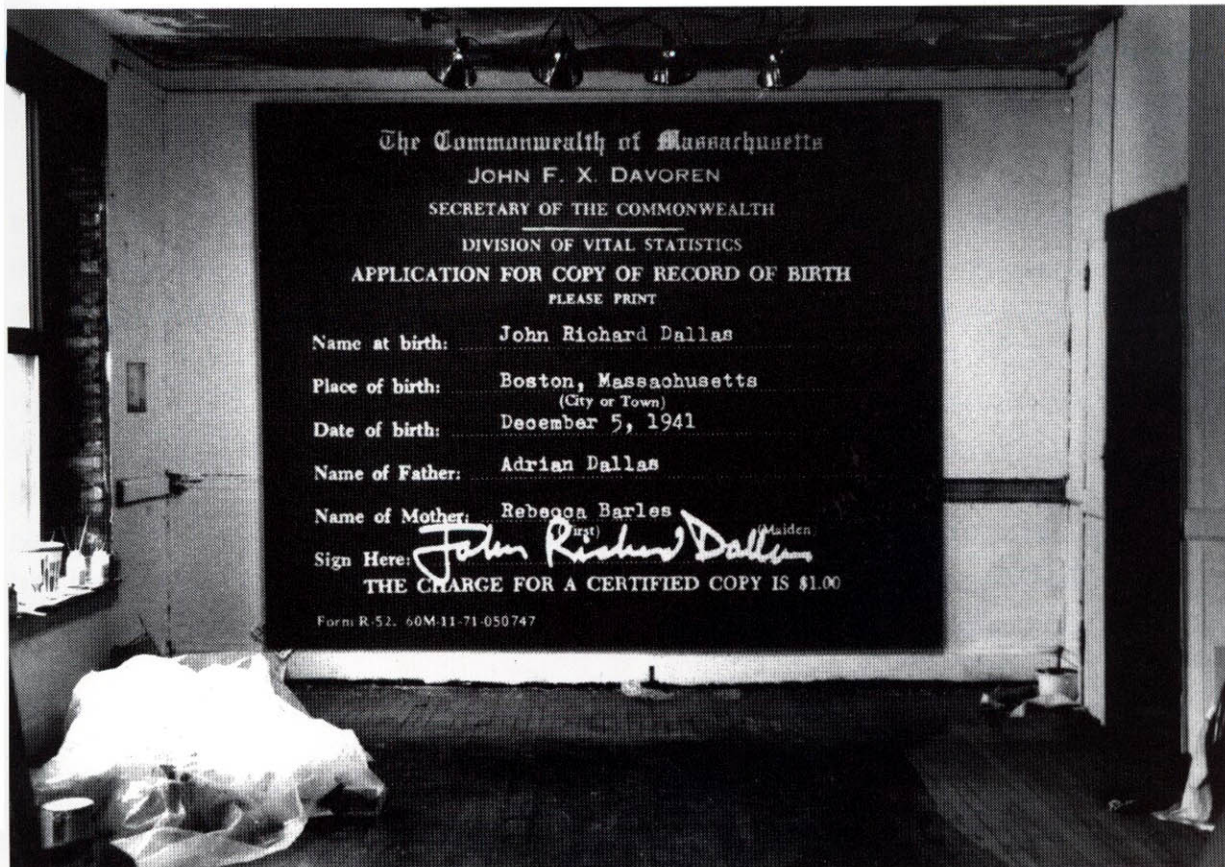 The Commonwealth of Massachusetts
JOHN F. X. DAVOREN
SECRETARY OF THE COMMONWEALTH
DIVISION OF VITAL STATISTICS
APPLICATION FOR COPY OF RECORD OF BIRTH
PLEASE PRINT
Name at birth: John Richard Dallas
Place of birth: Boston, Massachusetts
(City or Town)
Date of birth: December 5, 1941
Name of Father: Adrian Dallas
Name of Mother: Rebecca Barles
(First) (Maiden
Sign Here: John Richard Dallas
THE CHARGE FOR A CERTIFIED COPY IS $1.00
Form R-52. 60M-11-71-050747